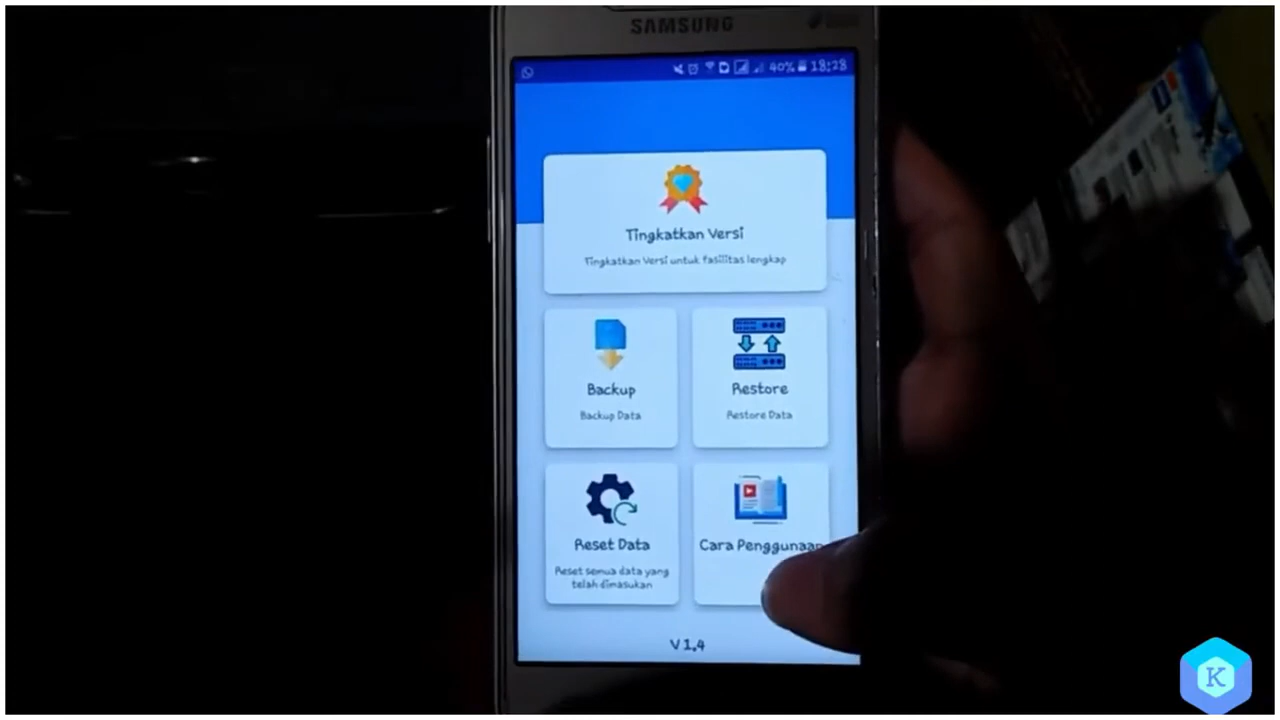 SAMSUNG
40% 18:28
Tingkatkan Versi
Tingkatkan Versi untuk fasilitas lengkap
Backup
Backup Data
Restore
Restore Data
Reset Data
Reset semua data yang
telah dimasukan
Cara Penggunaan
V 1.4
K